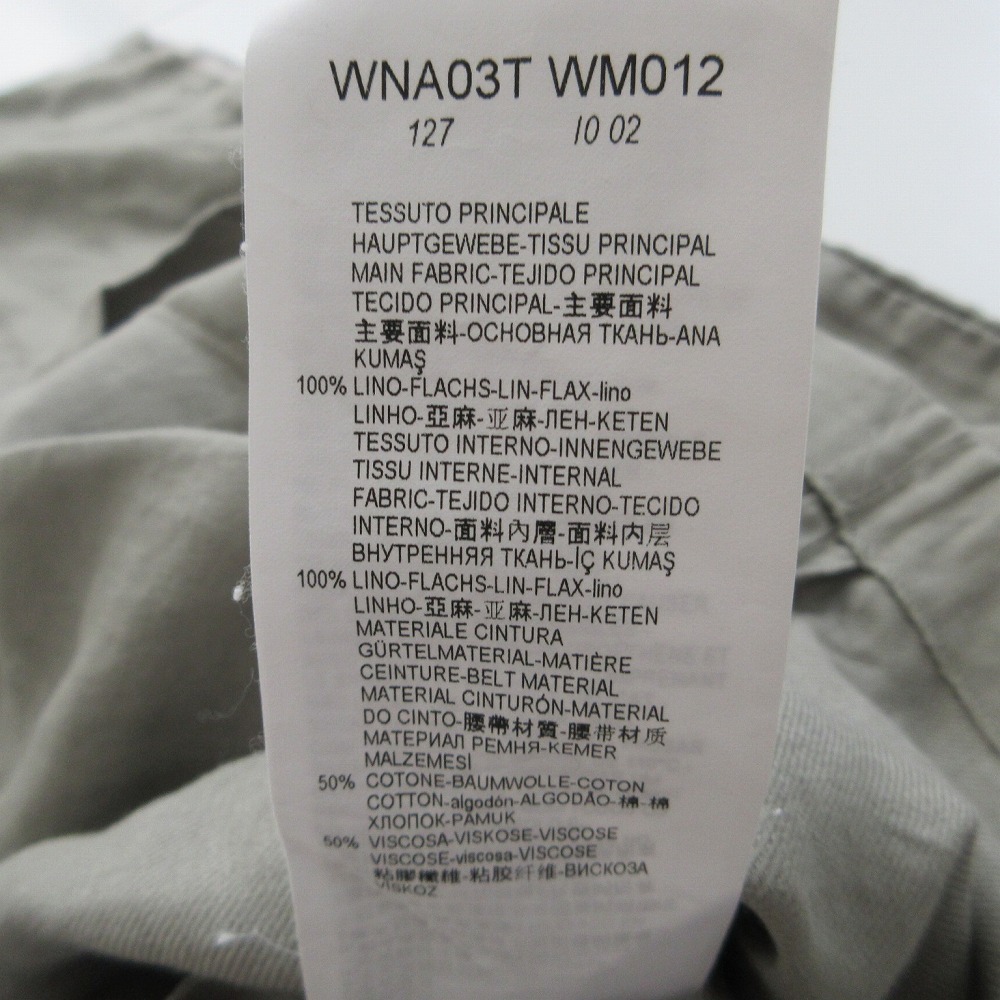 WNA03T WM012
127 IO 02
TESSUTO PRINCIPALE
HAUPTGEWEBE-TISSU PRINCIPAL
MAIN FABRIC-TEJIDO PRINCIPAL
TECIDO PRINCIPAL-主要面料
主要面料-ОСНОВНАЯ ТКАНЬ-ANA
KUMAŞ
100% LINO-FLACHS-LIN-FLAX-lino
LINHO-亞麻-亚麻-ЛЕН-KETEN
TESSUTO INTERNO-INNENGEWEBE
TISSU INTERNE-INTERNAL
FABRIC-TEJIDO INTERNO-TECIDO
INTERNO-面料內層-面料内层
ВНУТРЕННЯЯ ТКАНЬ-İÇ KUMAŞ
100% LINO-FLACHS-LIN-FLAX-lino
LINHO-亞麻-亚麻-ЛЕН-KETEN
MATERIALE CINTURA
GÜRTELMATERIAL-MATIÈRE
CEINTURE-BELT MATERIAL
MATERIAL CINTURÓN-MATERIAL
DO CINTO-腰帶材質-腰带材质
МАТЕРИАЛ РЕМНЯ-KEMER
MALZEMESİ
50% COTONE-BAUMWOLLE-COTON
COTTON-algodón-ALGODÃO-棉-棉
ХЛОПОК-PAMUK
50% VISCOSA-VISKOSE-VISCOSE
VISCOSE-viscosa-VISCOSE
粘膠纖維-粘胶纤维-ВИСКОЗА
VISKOZ